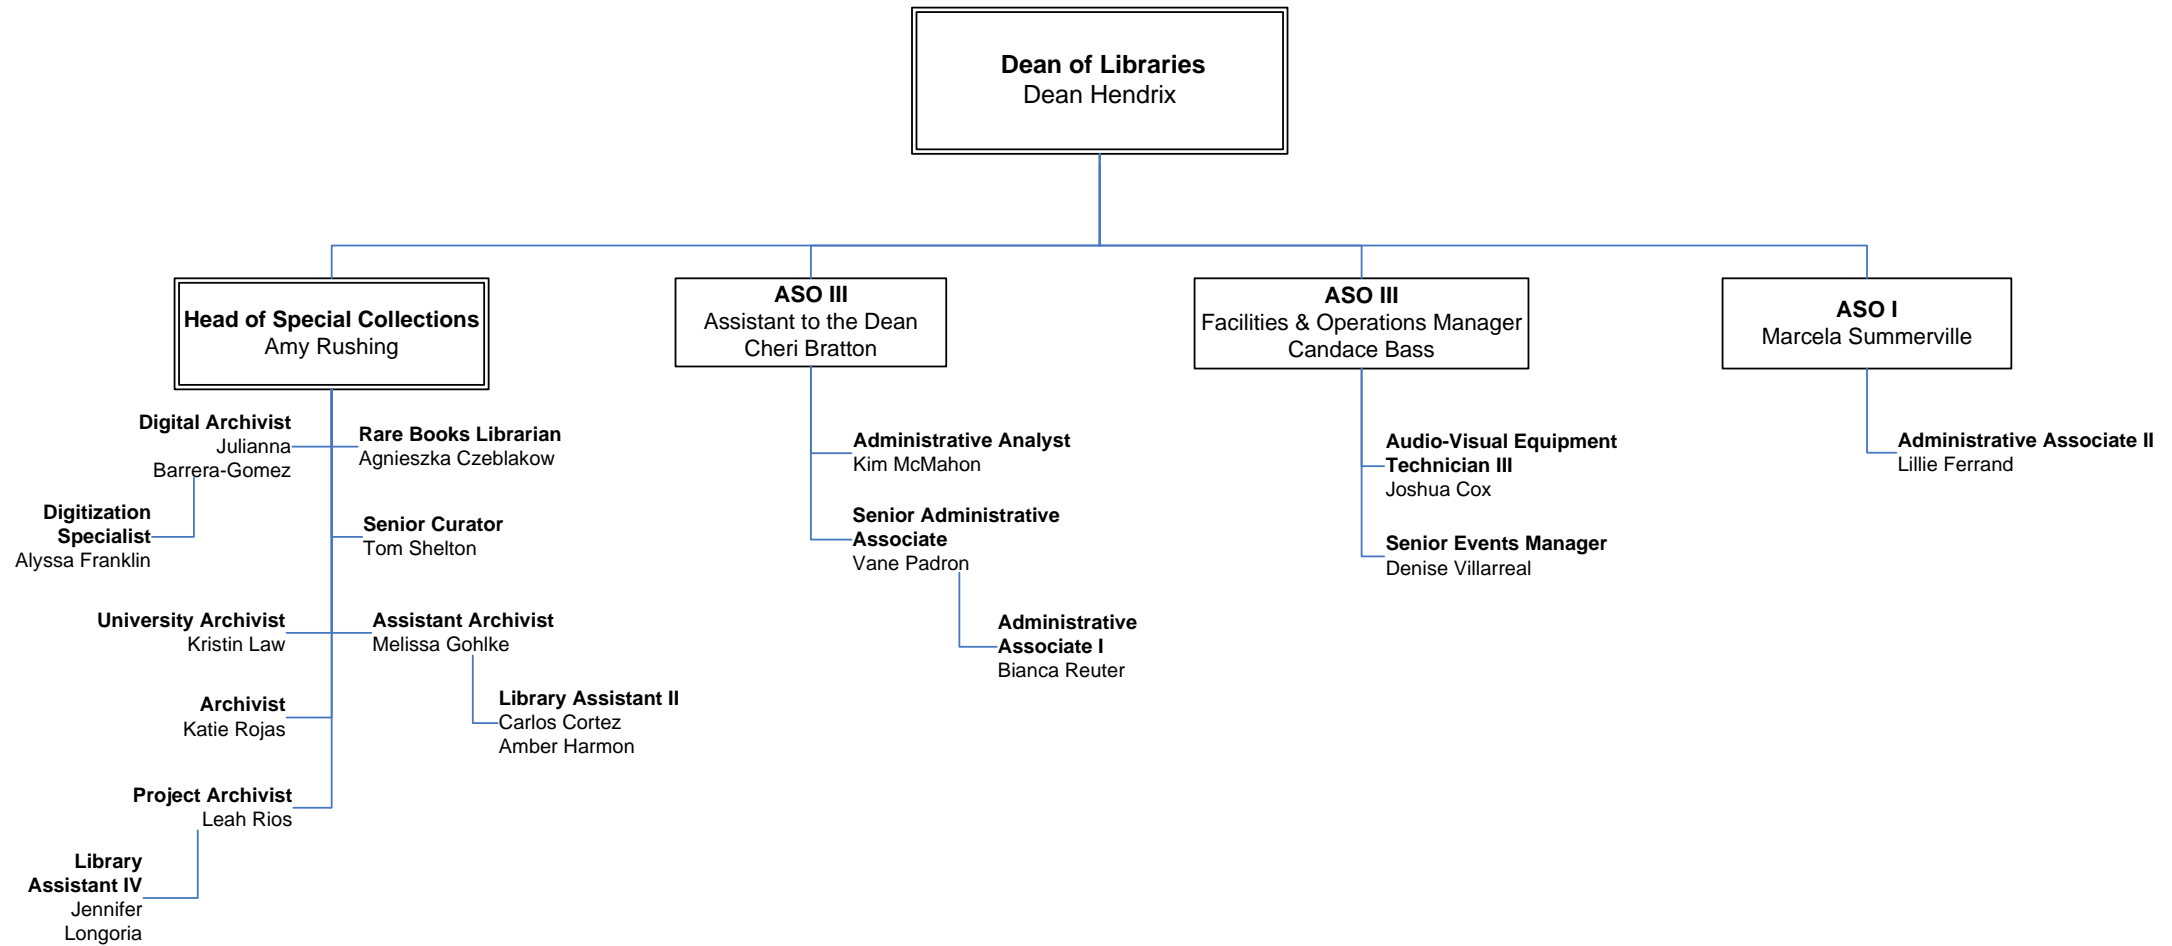 Dean of Libraries
Dean Hendrix
Head of Special Collections
Amy Rushing
ASO III
Assistant to the Dean
Cheri Bratton
ASO III
Facilities & Operations Manager
Candace Bass
ASO I
Marcela Summerville
Digital Archivist
Julianna
Barrera-Gomez
Rare Books Librarian
Agnieszka Czeblakow
Digitization
Specialist
Alyssa Franklin
Senior Curator
Tom Shelton
University Archivist
Kristin Law
Assistant Archivist
Melissa Gohlke
Archivist
Katie Rojas
Library Assistant II
Carlos Cortez
Amber Harmon
Project Archivist
Leah Rios
Library
Assistant IV
Jennifer
Longoria
Administrative Analyst
Kim McMahon
Senior Administrative
Associate
Vane Padron
Administrative
Associate I
Bianca Reuter
Audio-Visual Equipment
Technician III
Joshua Cox
Senior Events Manager
Denise Villarreal
Administrative Associate II
Lillie Ferrand